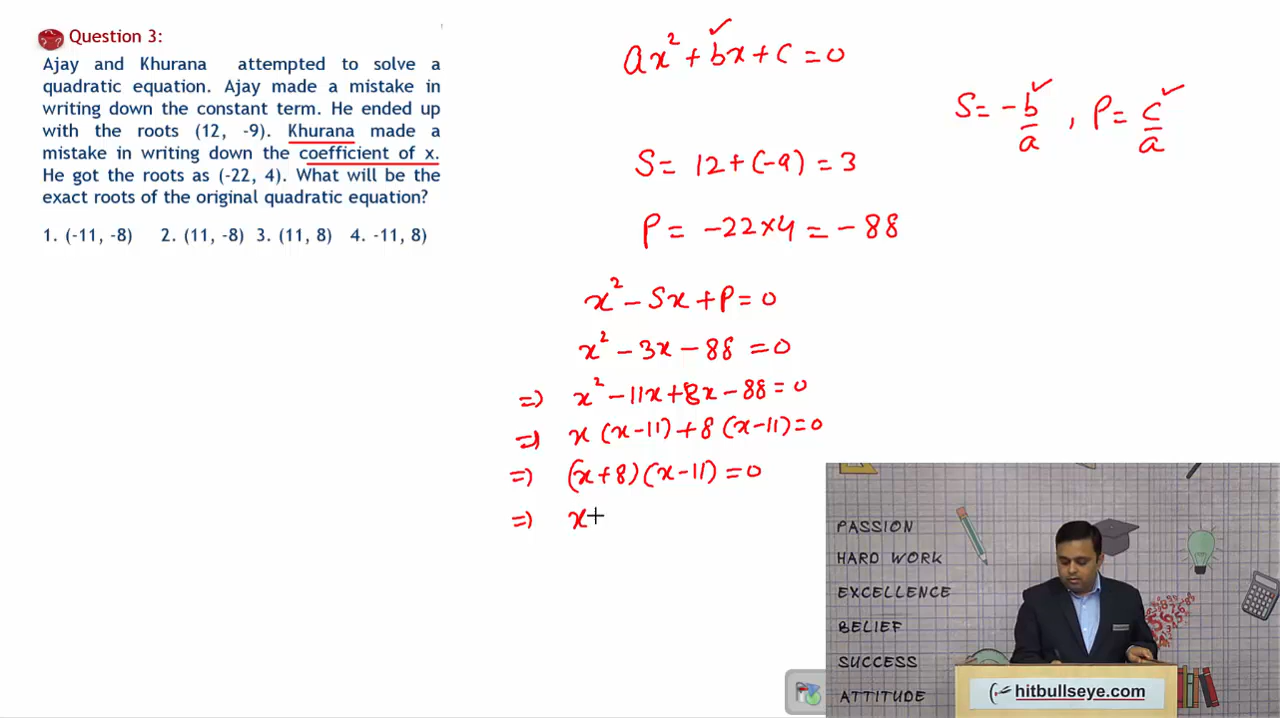 Question 3:
Ajay and Khurana attempted to solve a
quadratic equation. Ajay made a mistake in
writing down the constant term. He ended up
with the roots (12, -9). Khurana made a
mistake in writing down the coefficient of x.
He got the roots as (-22, 4). What will be the
exact roots of the original quadratic equation?
1. (-11, -8) 2. (11, -8) 3. (11, 8) 4. -11, 8)
ax² + bx + c = 0
S = -b/a , P = c/a
S = 12 + (-9) = 3
P = -22 × 4 = -88
x² - Sx + P = 0
x² - 3x - 88 = 0
=) x² - 11x + 8x - 88 = 0
=) x (x - 11) + 8 (x - 11) = 0
=) (x + 8) (x - 11) = 0
=) x +
PASSION
HARD WORK
EXCELLENCE
BELIEF
SUCCESS
ATTITUDE
hitbullseye.com